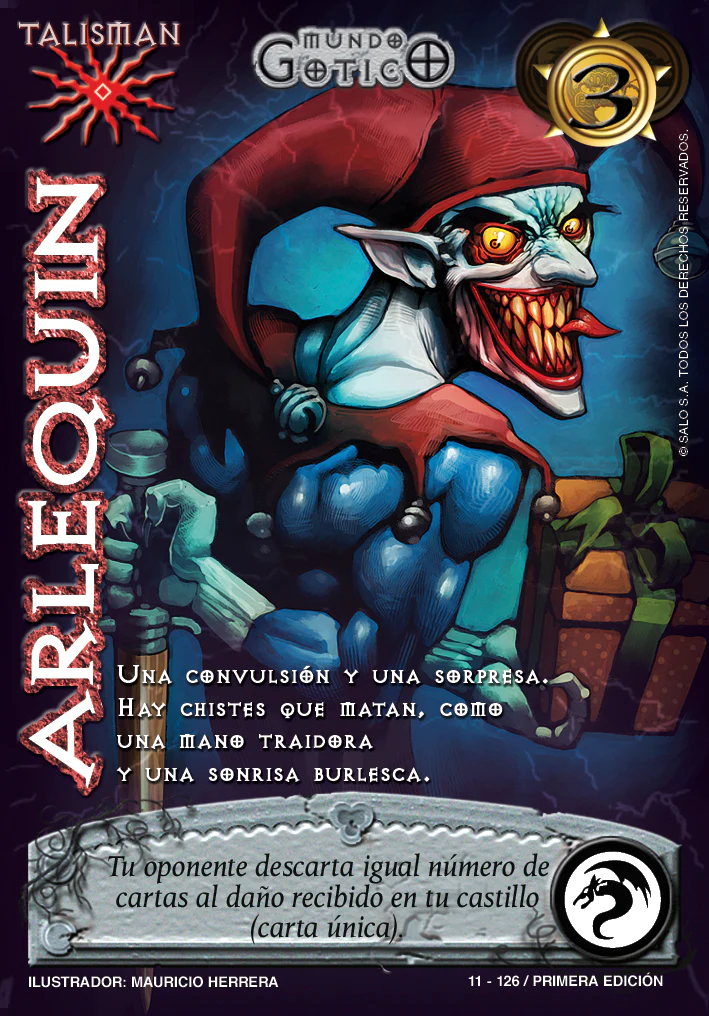 TALISMAN
MUNDO
GOTICO
3
ARLEQUIN
© SALO S.A. TODOS LOS DERECHOS RESERVADOS.
UNA CONVULSIÓN Y UNA SORPRESA.
HAY CHISTES QUE MATAN, COMO
UNA MANO TRAIDORA
Y UNA SONRISA BURLESCA.
Tu oponente descarta igual número de
cartas al daño recibido en tu castillo
(carta única).
ILUSTRADOR: MAURICIO HERRERA
11 - 126 / PRIMERA EDICIÓN